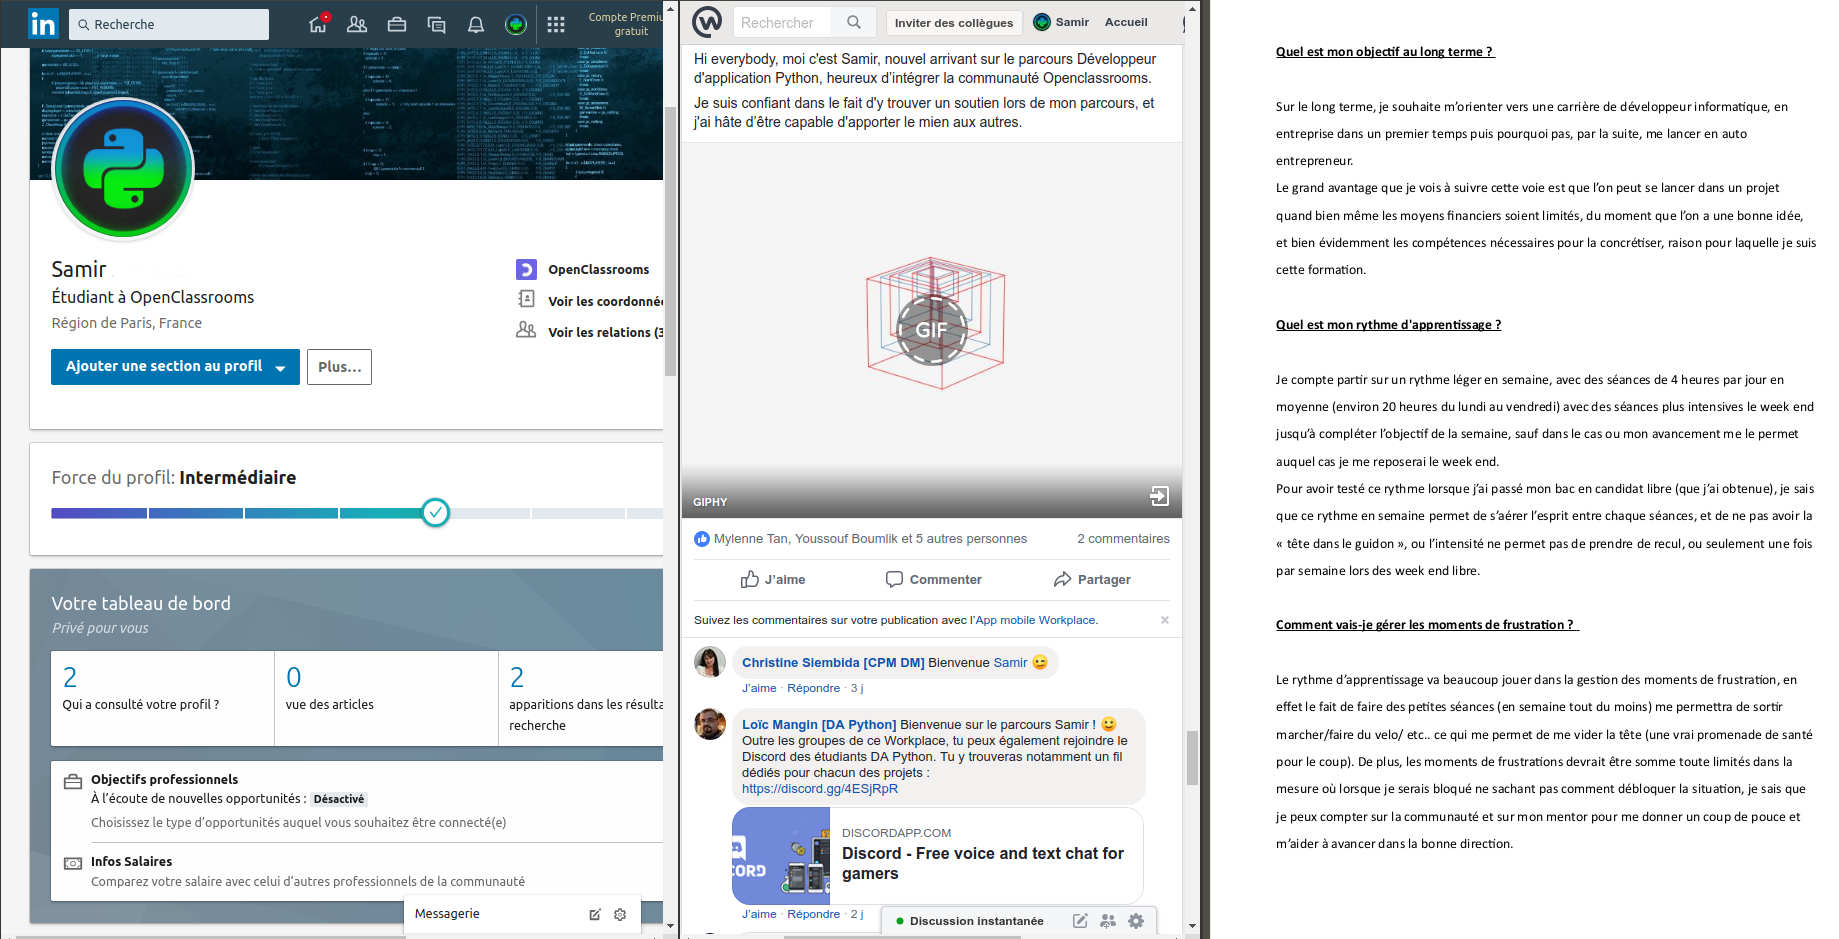 in
Recherche
Compte Premiu
gratuit
Samir
Étudiant à OpenClassrooms
Région de Paris, France
OpenClassrooms
Voir les coordonnée
Voir les relations (3
Ajouter une section au profil
Plus...
Force du profil: Intermédiaire
Votre tableau de bord
Privé pour vous
2
Qui a consulté votre profil ?
0
vue des articles
2
apparitions dans les résulta
recherche
Objectifs professionnels
À l'écoute de nouvelles opportunités : Désactivé
Choisissez le type d'opportunités auquel vous souhaitez être connecté(e)
Infos Salaires
Comparez votre salaire avec celui d'autres professionnels de la communauté
Messagerie
Rechercher
Inviter des collègues
Samir
Accueil
Hi everybody, moi c'est Samir, nouvel arrivant sur le parcours Développeur
d'application Python, heureux d'intégrer la communauté Openclassrooms.
Je suis confiant dans le fait d'y trouver un soutien lors de mon parcours, et
j'ai hâte d'être capable d'apporter le mien aux autres.
GIF
GIPHY
Mylenne Tan, Youssouf Boumlik et 5 autres personnes
2 commentaires
J'aime
Commenter
Partager
Suivez les commentaires sur votre publication avec l'App mobile Workplace.
Christine Siembida [CPM DM] Bienvenue Samir
J'aime · Répondre · 3 j
Loïc Mangin [DA Python] Bienvenue sur le parcours Samir !
Outre les groupes de ce Workplace, tu peux également rejoindre le
Discord des étudiants DA Python. Tu y trouveras notamment un fil
dédiés pour chacun des projets :
https://discord.gg/4ESjRpR
CORD
DISCORDAPP.COM
Discord - Free voice and text chat for
gamers
J'aime · Répondre · 2 j
Discussion instantanée
Quel est mon objectif au long terme ?
Sur le long terme, je souhaite m'orienter vers une carrière de développeur informatique, en
entreprise dans un premier temps puis pourquoi pas, par la suite, me lancer en auto
entrepreneur.
Le grand avantage que je vois à suivre cette voie est que l'on peut se lancer dans un projet
quand bien même les moyens financiers soient limités, du moment que l'on a une bonne idée,
et bien évidemment les compétences nécessaires pour la concrétiser, raison pour laquelle je suis
cette formation.
Quel est mon rythme d'apprentissage ?
Je compte partir sur un rythme léger en semaine, avec des séances de 4 heures par jour en
moyenne (environ 20 heures du lundi au vendredi) avec des séances plus intensives le week end
jusqu'à compléter l'objectif de la semaine, sauf dans le cas ou mon avancement me le permet
auquel cas je me reposerai le week end.
Pour avoir testé ce rythme lorsque j'ai passé mon bac en candidat libre (que j'ai obtenue), je sais
que ce rythme en semaine permet de s'aérer l'esprit entre chaque séances, et de ne pas avoir la
« tête dans le guidon », ou l'intensité ne permet pas de prendre de recul, ou seulement une fois
par semaine lors des week end libre.
Comment vais-je gérer les moments de frustration ?
Le rythme d'apprentissage va beaucoup jouer dans la gestion des moments de frustration, en
effet le fait de faire des petites séances (en semaine tout du moins) me permettra de sortir
marcher/faire du velo/ etc.. ce qui me permet de me vider la tête (une vrai promenade de santé
pour le coup). De plus, les moments de frustrations devrait être somme toute limités dans la
mesure où lorsque je serais bloqué ne sachant pas comment débloquer la situation, je sais que
je peux compter sur la communauté et sur mon mentor pour me donner un coup de pouce et
m'aider à avancer dans la bonne direction.